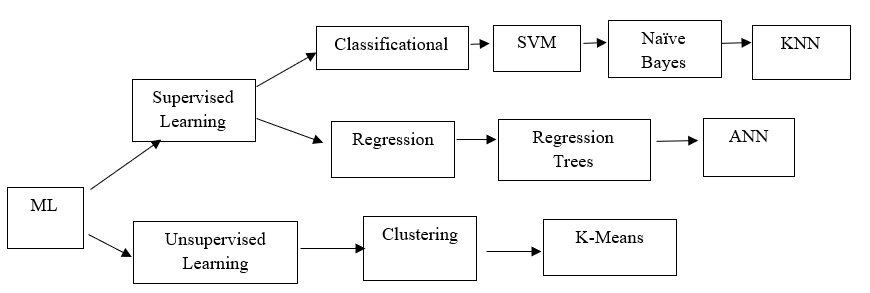 Classificational
SVM
Naïve
Bayes
KNN
Supervised
Learning
Regression
Regression
Trees
ANN
ML
Unsupervised
Learning
Clustering
K-Means